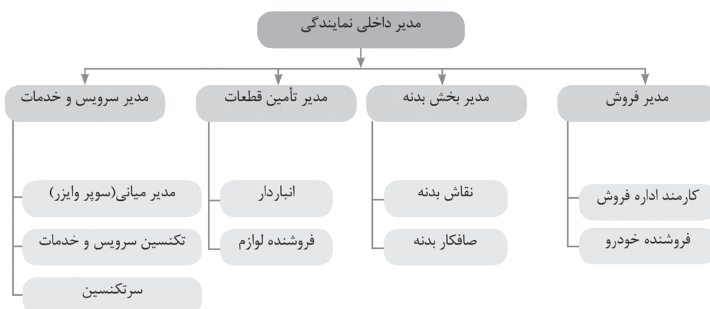 مدیر داخلی نمایندگی
مدیر فروش
مدیر بخش بدنه
مدیر تأمین قطعات
مدیر سرویس و خدمات
کارمند اداره فروش
فروشنده خودرو
نقاش بدنه
صافکار بدنه
انباردار
فروشنده لوازم
مدیر میانی(سوپر وایزر)
تکنسین سرویس و خدمات
سرتکنسین